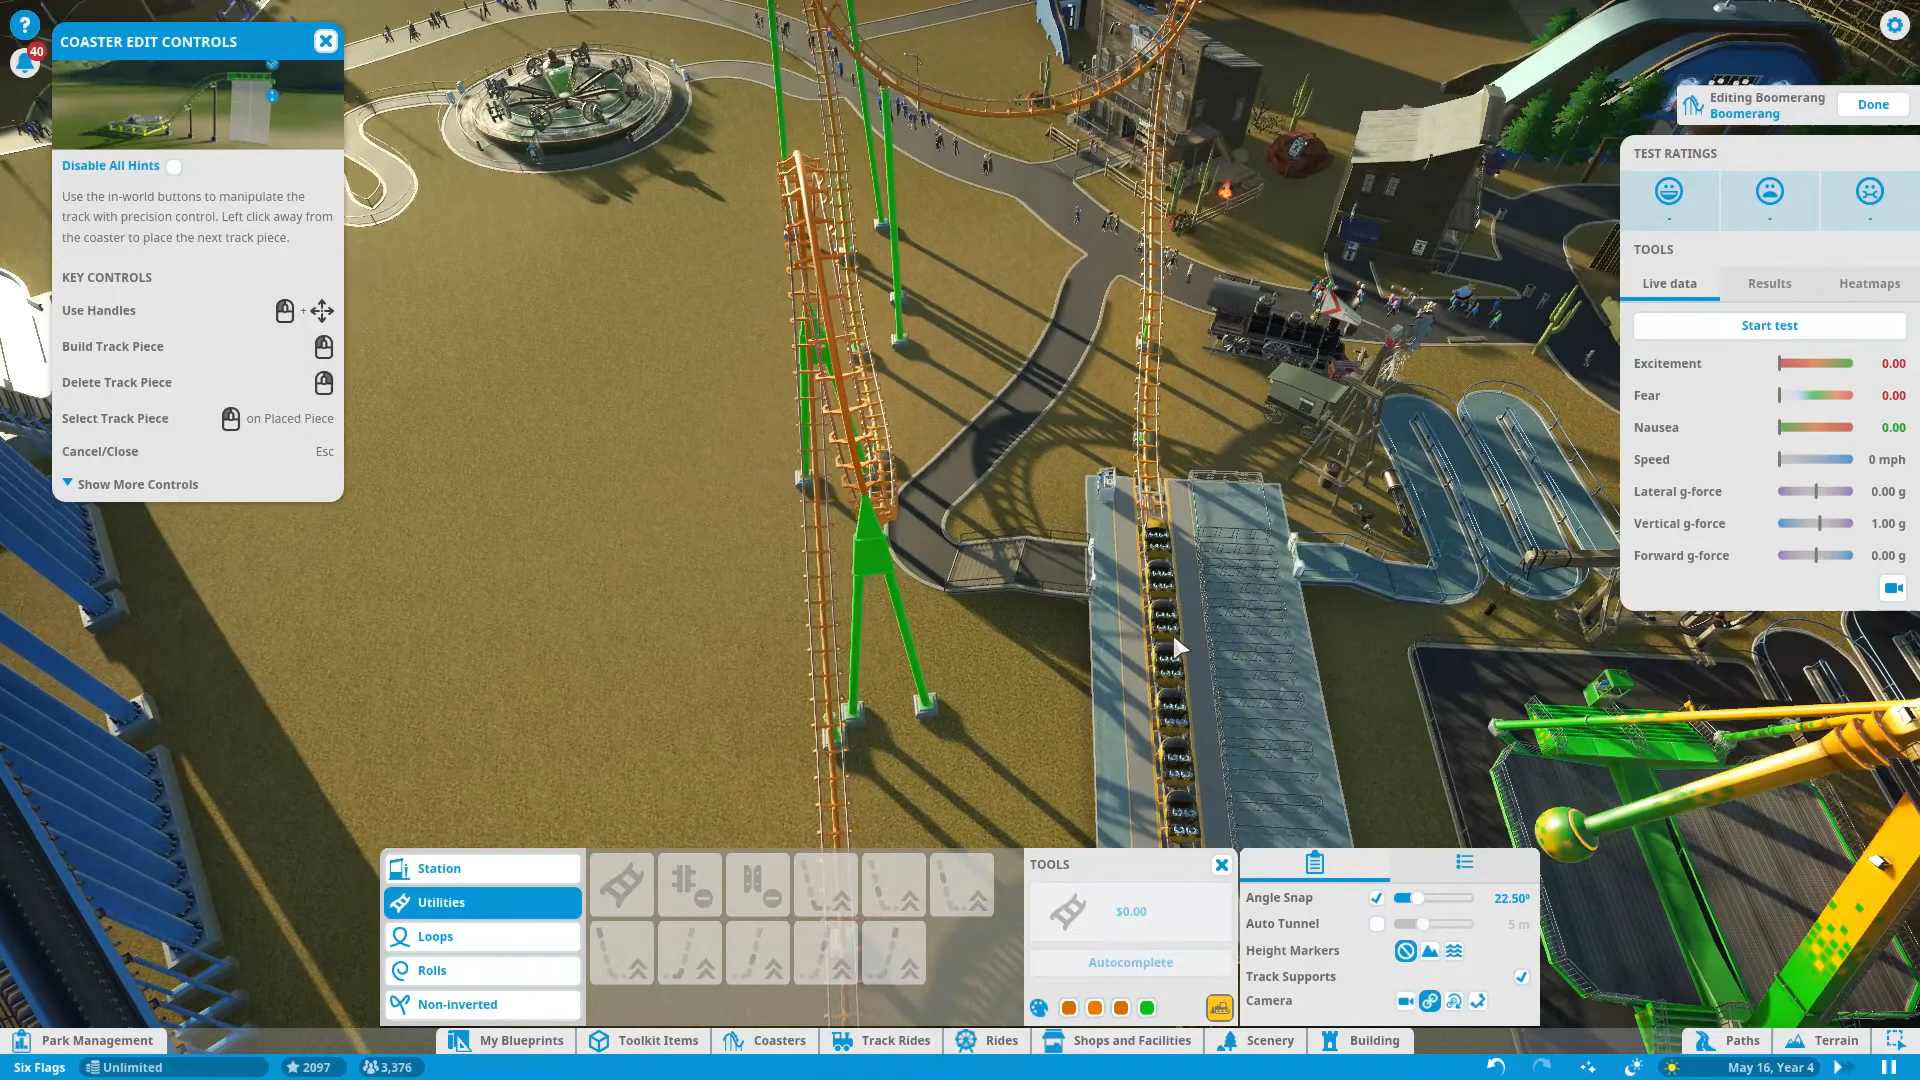 ?
40
COASTER EDIT CONTROLS
Disable All Hints
Use the in-world buttons to manipulate the
track with precision control. Left click away from
the coaster to place the next track piece.
KEY CONTROLS
Use Handles +
Build Track Piece
Delete Track Piece
Select Track Piece on Placed Piece
Cancel/Close Esc
Show More Controls
Editing Boomerang
Boomerang
Done
TEST RATINGS
- - -
TOOLS
Live data Results Heatmaps
Start test
Excitement 0.00
Fear 0.00
Nausea 0.00
Speed 0 mph
Lateral g-force 0.00 g
Vertical g-force 1.00 g
Forward g-force 0.00 g
Station
Utilities
Loops
Rolls
Non-inverted
TOOLS
$0.00
Autocomplete
Angle Snap 22.50°
Auto Tunnel 5 m
Height Markers
Track Supports
Camera
Park Management My Blueprints Toolkit Items Coasters Track Rides Rides Shops and Facilities Scenery Building Paths Terrain
Six Flags Unlimited 2097 3,376 May 16, Year 4